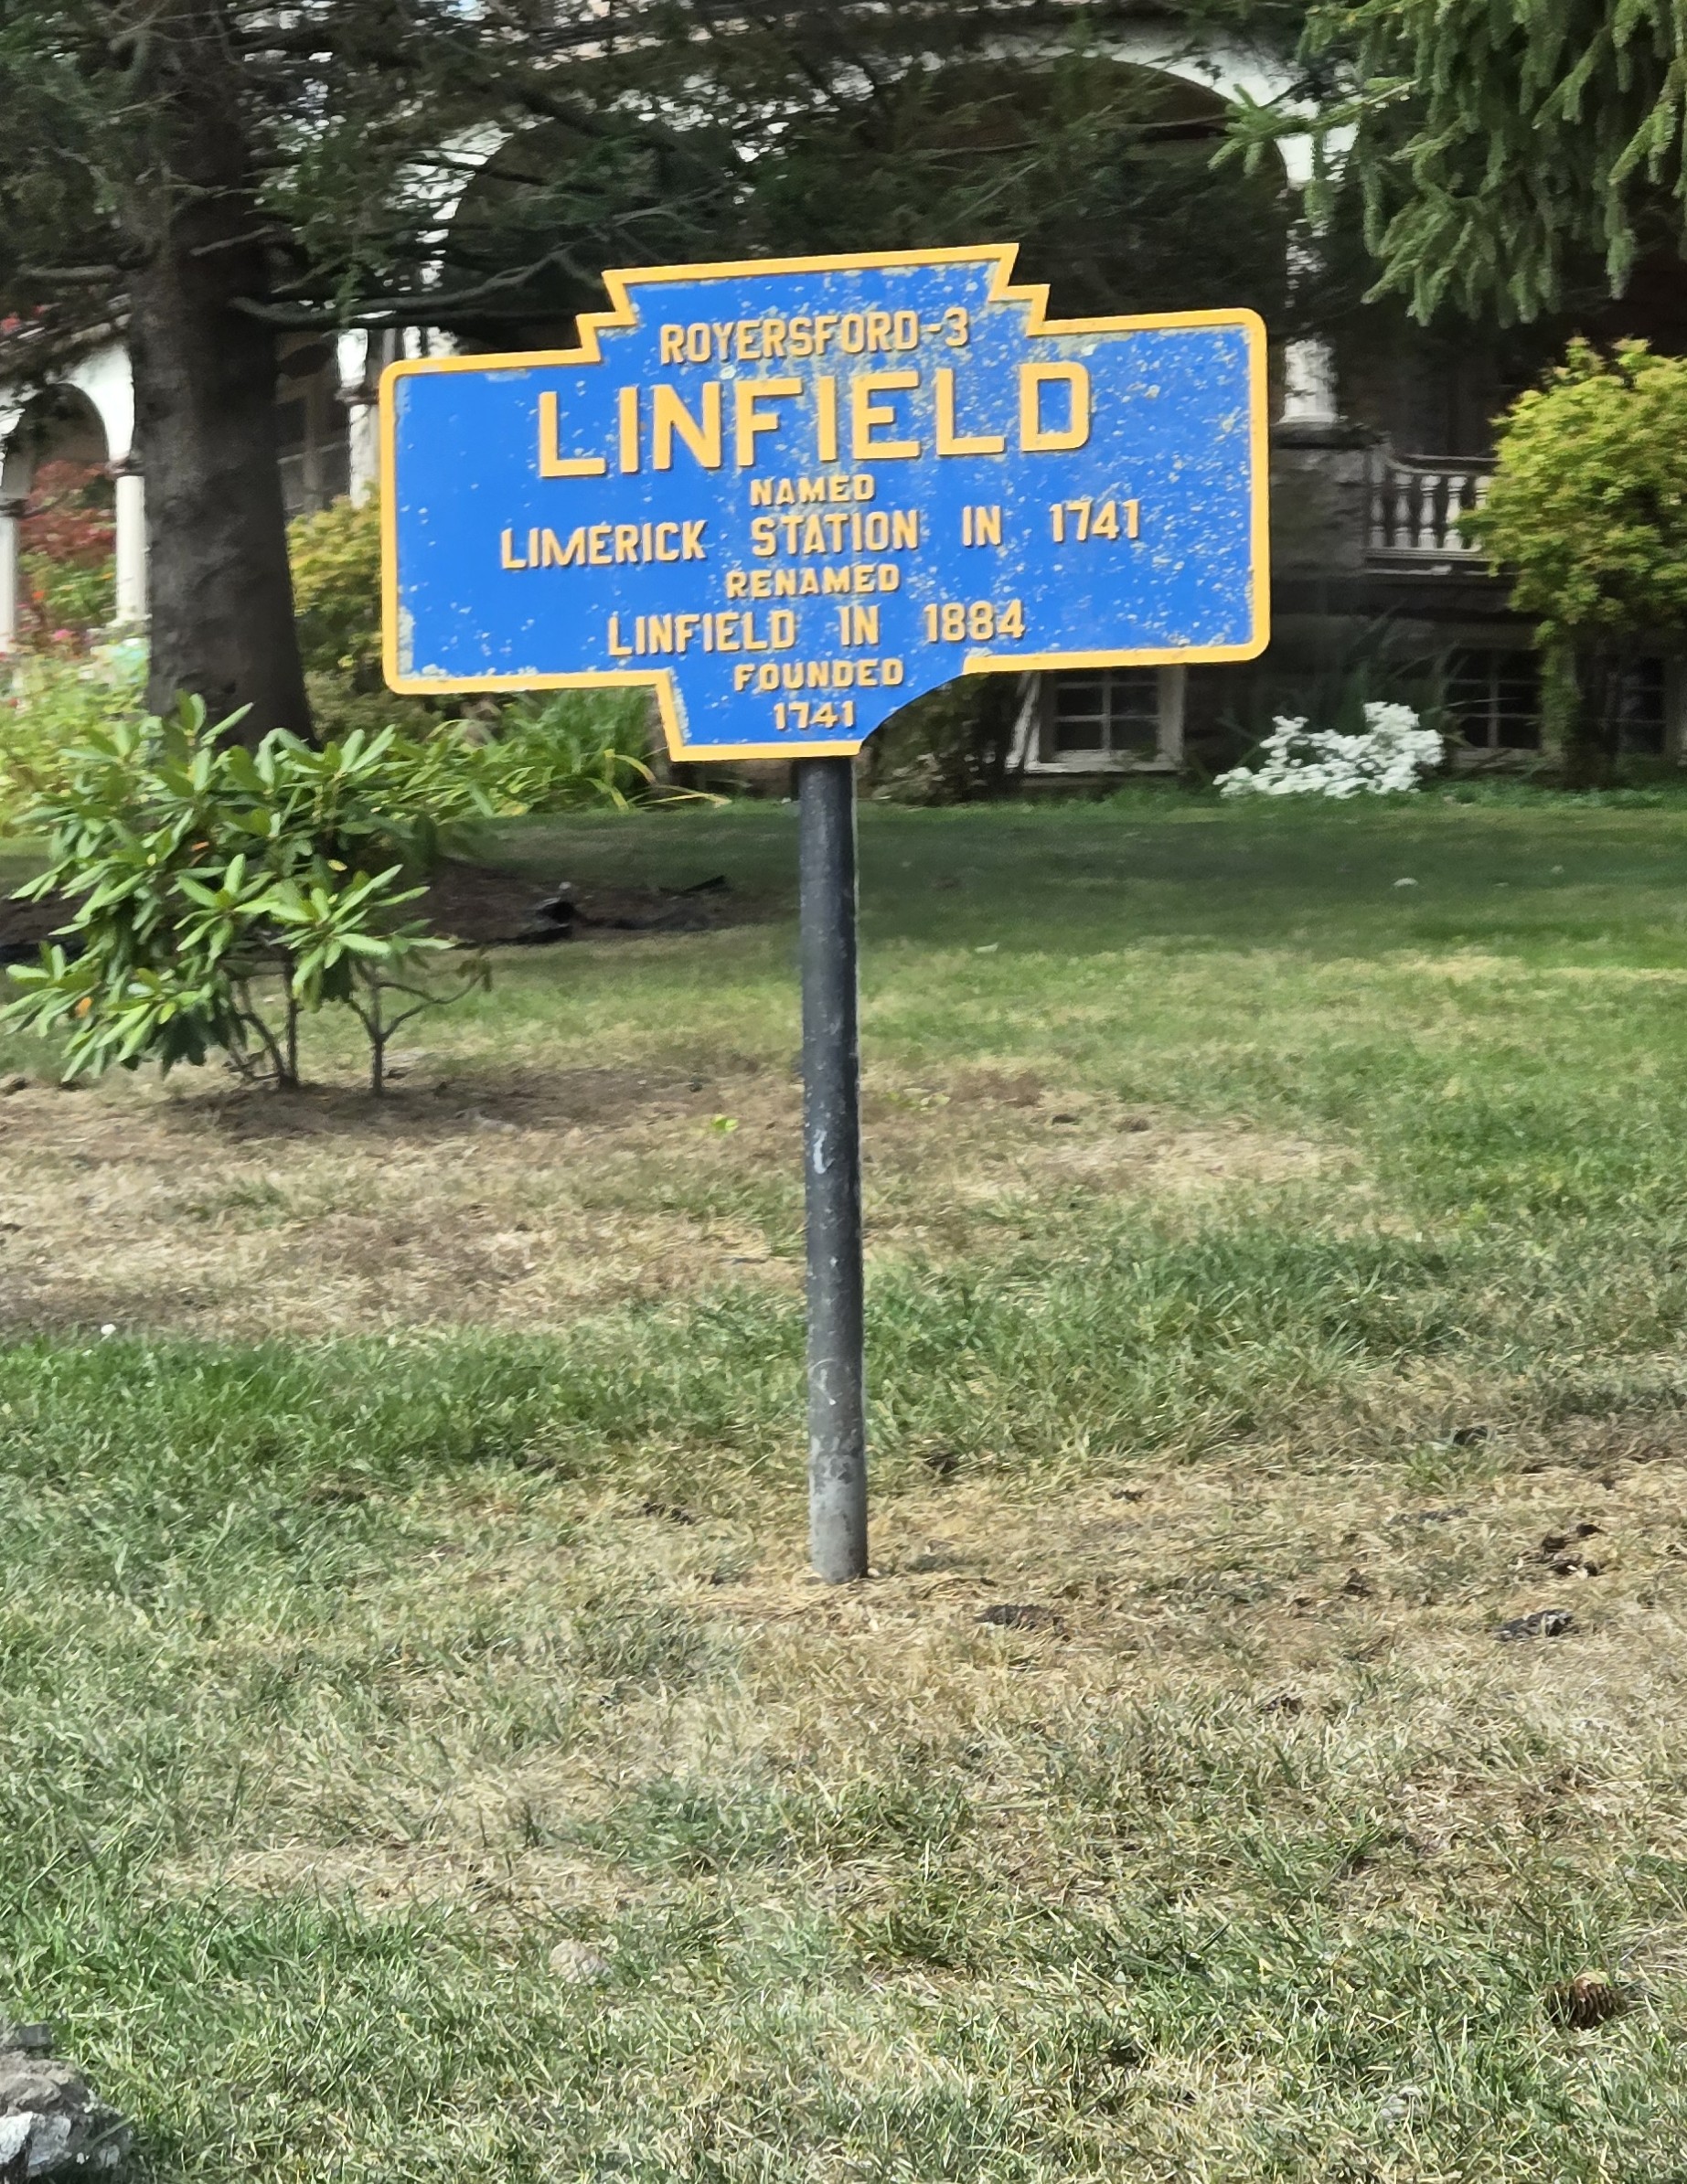 ROYERSFORD-3
LINFIELD
NAMED
LIMERICK STATION IN 1741
RENAMED
LINFIELD IN 1884
FOUNDED
1741